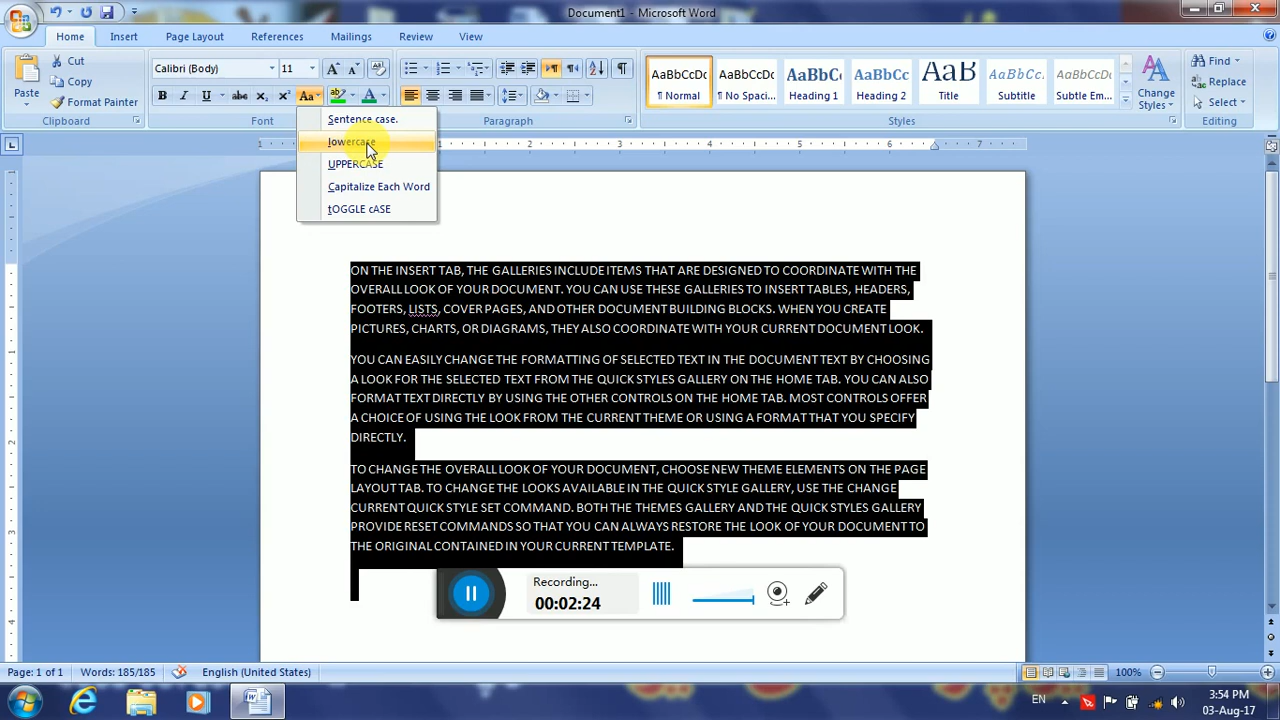 Document1 - Microsoft Word
Home Insert Page Layout References Mailings Review View
Paste Cut
Copy
Format Painter
Clipboard
Calibri (Body) 11
Font
Paragraph
AaBbCcDc AaBbCcDc AaBbC AaBbCc AaB AaBbCc. AaBbCcDc
¶ Normal ¶ No Spaci... Heading 1 Heading 2 Title Subtitle Subtle Em...
Change Styles
Styles
Find
Replace
Select
Editing
Sentence case.
lowercase
UPPERCASE
Capitalize Each Word
tOGGLE cASE
ON THE INSERT TAB, THE GALLERIES INCLUDE ITEMS THAT ARE DESIGNED TO COORDINATE WITH THE
OVERALL LOOK OF YOUR DOCUMENT. YOU CAN USE THESE GALLERIES TO INSERT TABLES, HEADERS,
FOOTERS, LISTS, COVER PAGES, AND OTHER DOCUMENT BUILDING BLOCKS. WHEN YOU CREATE
PICTURES, CHARTS, OR DIAGRAMS, THEY ALSO COORDINATE WITH YOUR CURRENT DOCUMENT LOOK.
YOU CAN EASILY CHANGE THE FORMATTING OF SELECTED TEXT IN THE DOCUMENT TEXT BY CHOOSING
A LOOK FOR THE SELECTED TEXT FROM THE QUICK STYLES GALLERY ON THE HOME TAB. YOU CAN ALSO
FORMAT TEXT DIRECTLY BY USING THE OTHER CONTROLS ON THE HOME TAB. MOST CONTROLS OFFER
A CHOICE OF USING THE LOOK FROM THE CURRENT THEME OR USING A FORMAT THAT YOU SPECIFY
DIRECTLY.
TO CHANGE THE OVERALL LOOK OF YOUR DOCUMENT, CHOOSE NEW THEME ELEMENTS ON THE PAGE
LAYOUT TAB. TO CHANGE THE LOOKS AVAILABLE IN THE QUICK STYLE GALLERY, USE THE CHANGE
CURRENT QUICK STYLE SET COMMAND. BOTH THE THEMES GALLERY AND THE QUICK STYLES GALLERY
PROVIDE RESET COMMANDS SO THAT YOU CAN ALWAYS RESTORE THE LOOK OF YOUR DOCUMENT TO
THE ORIGINAL CONTAINED IN YOUR CURRENT TEMPLATE.
Recording...
00:02:24
Page: 1 of 1 Words: 185/185 English (United States) 100%
EN 3:54 PM
03-Aug-17